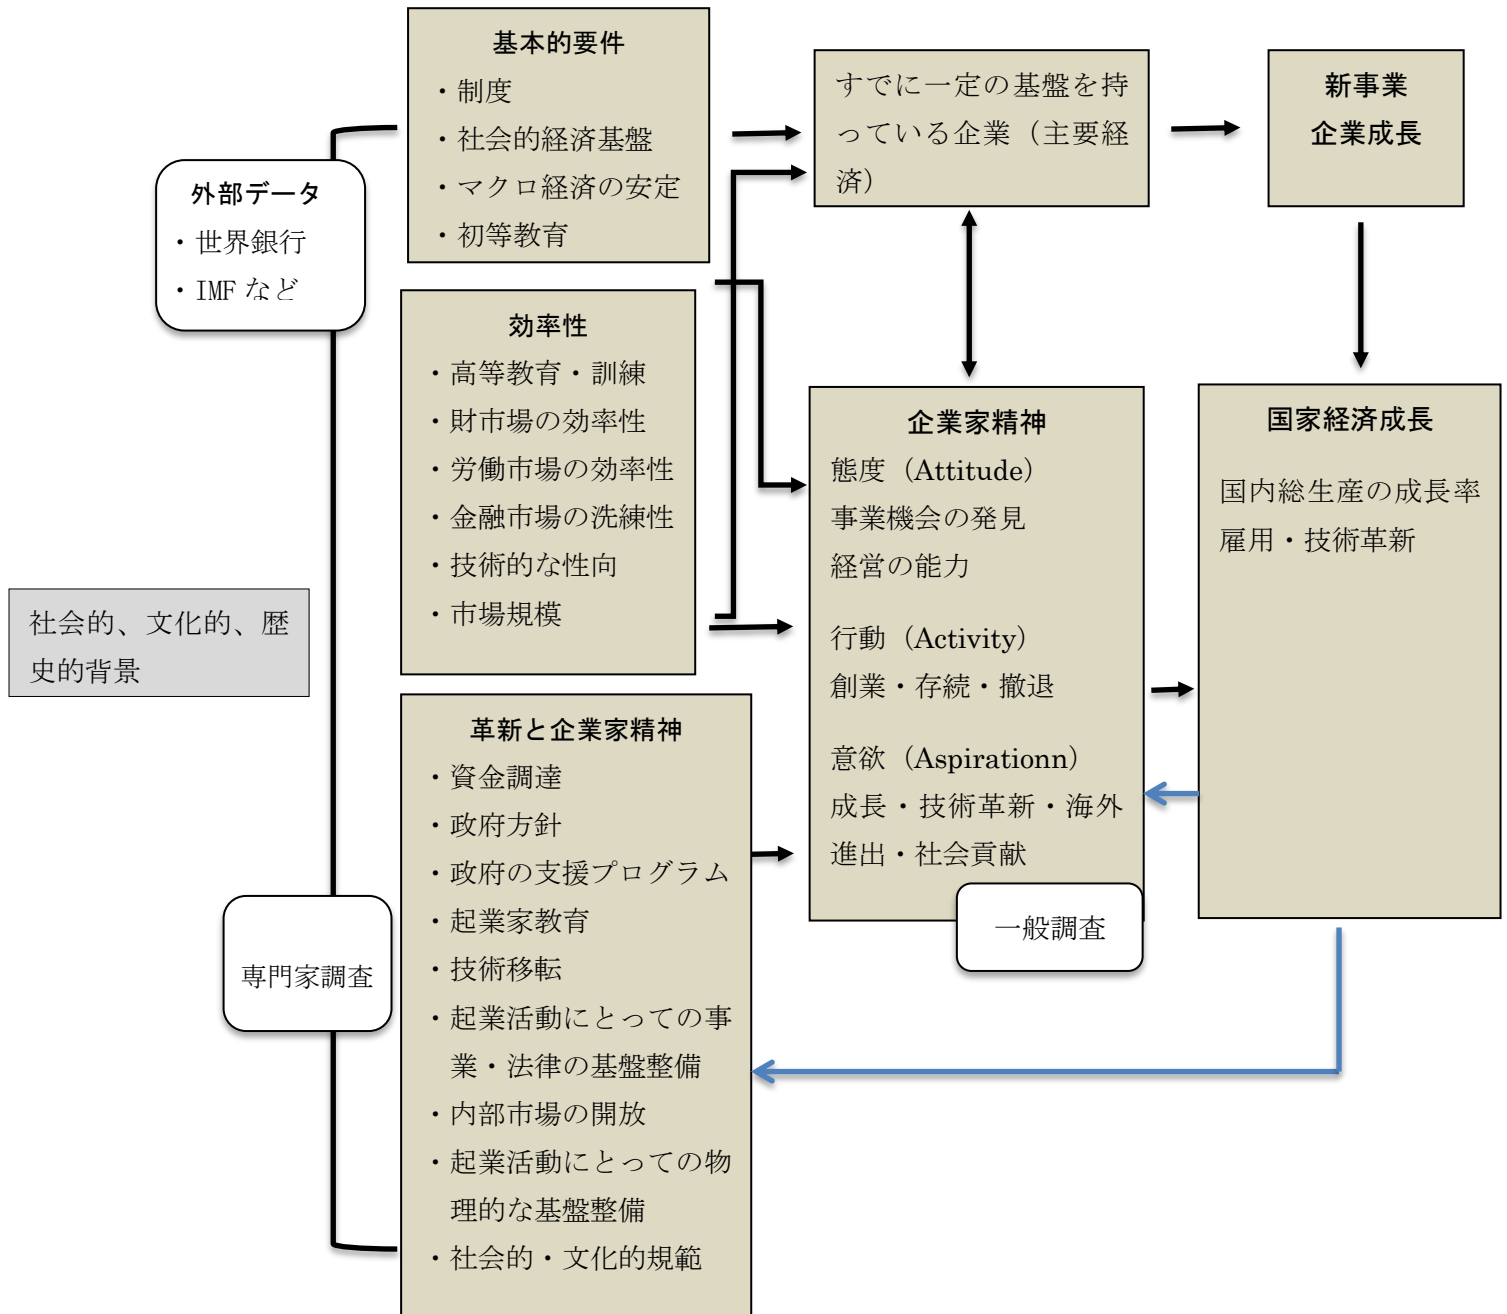 基本的要件
・制度
・社会的経済基盤
・マクロ経済の安定
・初等教育
すでに一定の基盤を持
っている企業（主要経
済）
新事業
企業成長
外部データ
・世界銀行
・IMF など
効率性
・高等教育・訓練
・財市場の効率性
・労働市場の効率性
・金融市場の洗練性
・技術的な性向
・市場規模
企業家精神
態度（Attitude）
事業機会の発見
経営の能力
行動（Activity）
創業・存続・撤退
意欲（Aspirationn）
成長・技術革新・海外
進出・社会貢献
国家経済成長
国内総生産の成長率
雇用・技術革新
社会的、文化的、歴
史的背景
革新と企業家精神
・資金調達
・政府方針
・政府の支援プログラム
・起業家教育
・技術移転
・起業活動にとっての事
業・法律の基盤整備
・内部市場の開放
・起業活動にとっての物
理的な基盤整備
・社会的・文化的規範
一般調査
専門家調査